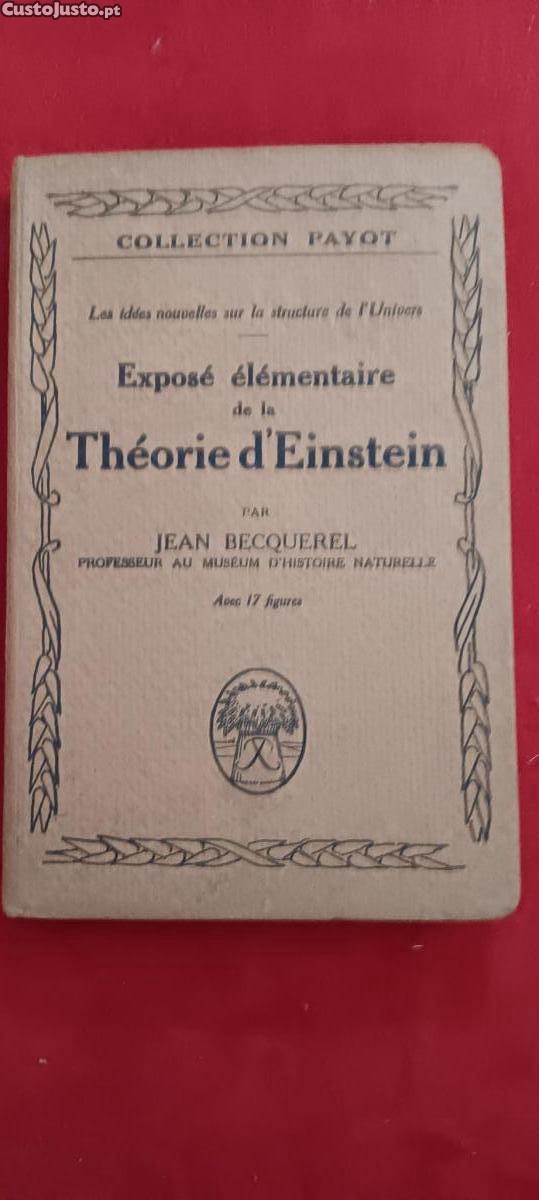 CustoJusto.pt
COLLECTION PAYOT
Les idées nouvelles sur la structure de l'Univers
Exposé élémentaire
de la
Théorie d'Einstein
PAR
JEAN BECQUEREL
PROFESSEUR AU MUSÉUM D'HISTOIRE NATURELLE
Avec 17 figures